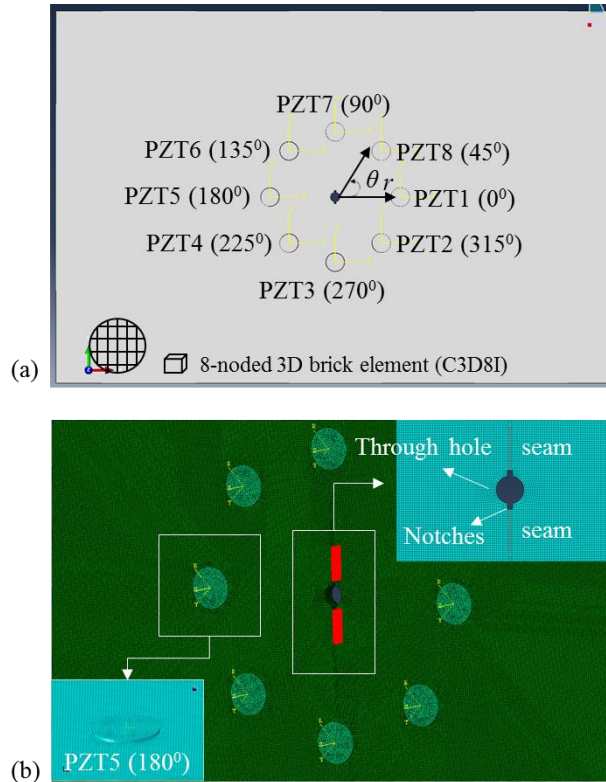 PZT7 (90⁰)
PZT6 (135⁰)
PZT8 (45⁰)
θ r
PZT5 (180⁰)
PZT1 (0⁰)
PZT4 (225⁰)
PZT2 (315⁰)
PZT3 (270⁰)
(a)
8-noded 3D brick element (C3D8I)
Through hole
seam
Notches
seam
PZT5 (180⁰)
(b)